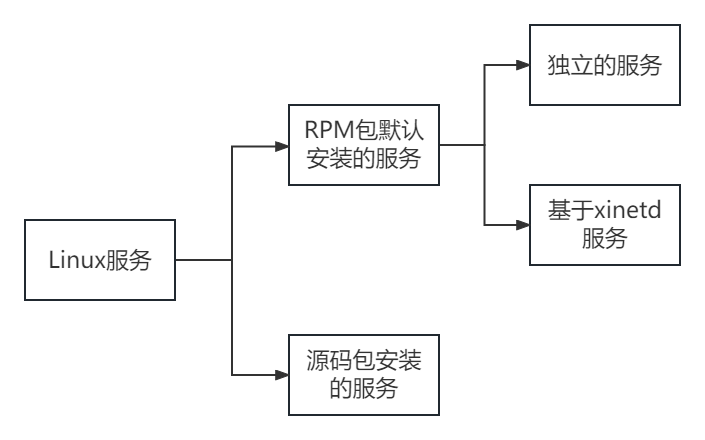 独立的服务
RPM包默认
安装的服务
基于xinetd
服务
Linux服务
源码包安装
的服务